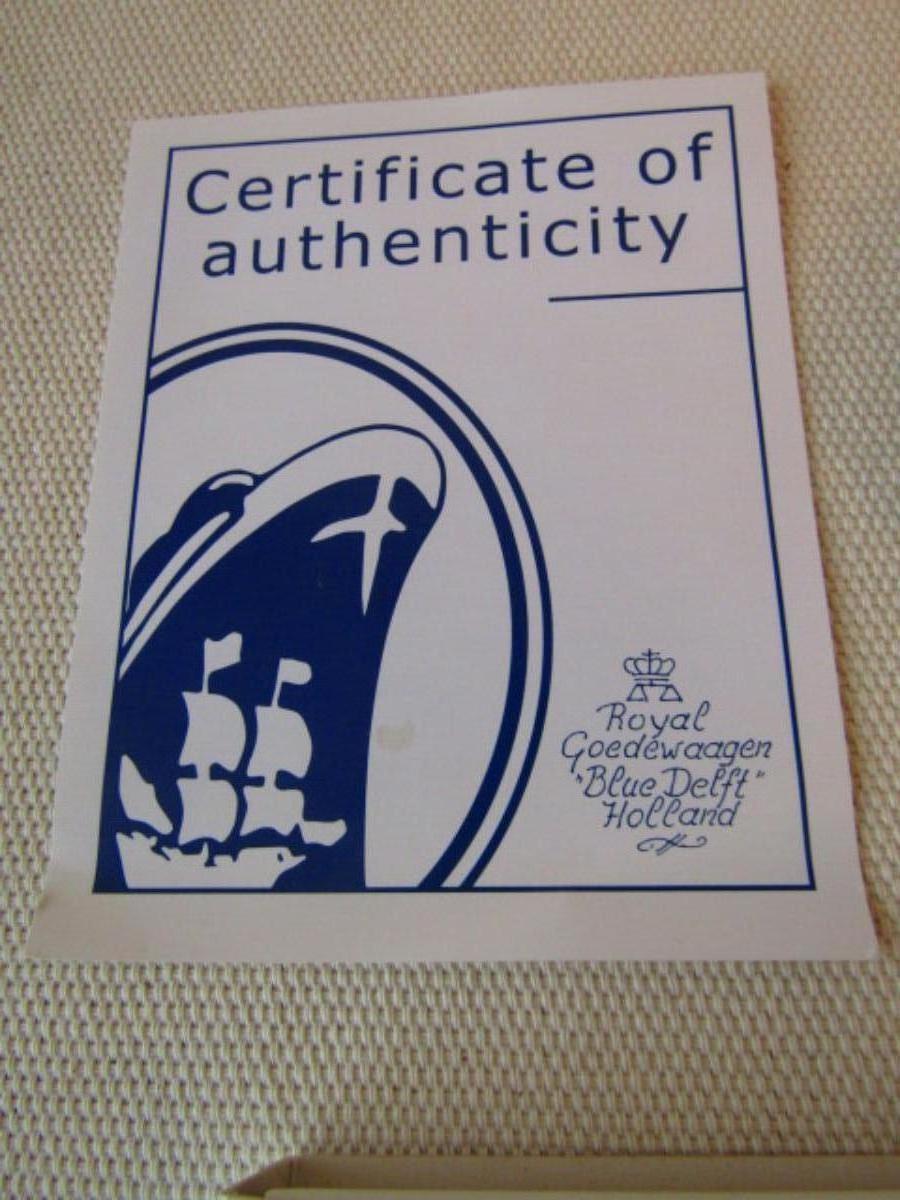 Certificate of
authenticity
Royal
Goedewaagen
"Blue Delft"
Holland